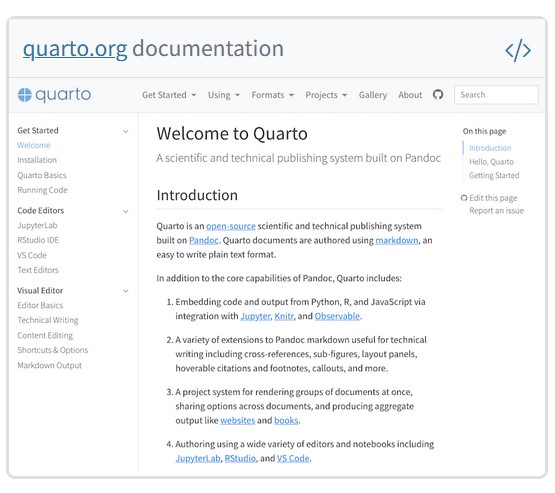 quarto.org documentation
</>
quarto
Get Started
Using
Formats
Projects
Gallery
About
Search
Get Started
Welcome
Installation
Quarto Basics
Running Code
Code Editors
JupyterLab
RStudio IDE
VS Code
Text Editors
Visual Editor
Editor Basics
Technical Writing
Content Editing
Shortcuts & Options
Markdown Output
Welcome to Quarto
A scientific and technical publishing system built on Pandoc
Introduction
Quarto is an open-source scientific and technical publishing system
built on Pandoc. Quarto documents are authored using markdown, an
easy to write plain text format.
In addition to the core capabilities of Pandoc, Quarto includes:
1. Embedding code and output from Python, R, and JavaScript via
integration with Jupyter, Knitr, and Observable.
2. A variety of extensions to Pandoc markdown useful for technical
writing including cross-references, sub-figures, layout panels,
hoverable citations and footnotes, callouts, and more.
3. A project system for rendering groups of documents at once,
sharing options across documents, and producing aggregate
output like websites and books.
4. Authoring using a wide variety of editors and notebooks including
JupyterLab, RStudio, and VS Code.
On this page
Introduction
Hello, Quarto
Getting Started
Edit this page
Report an issue